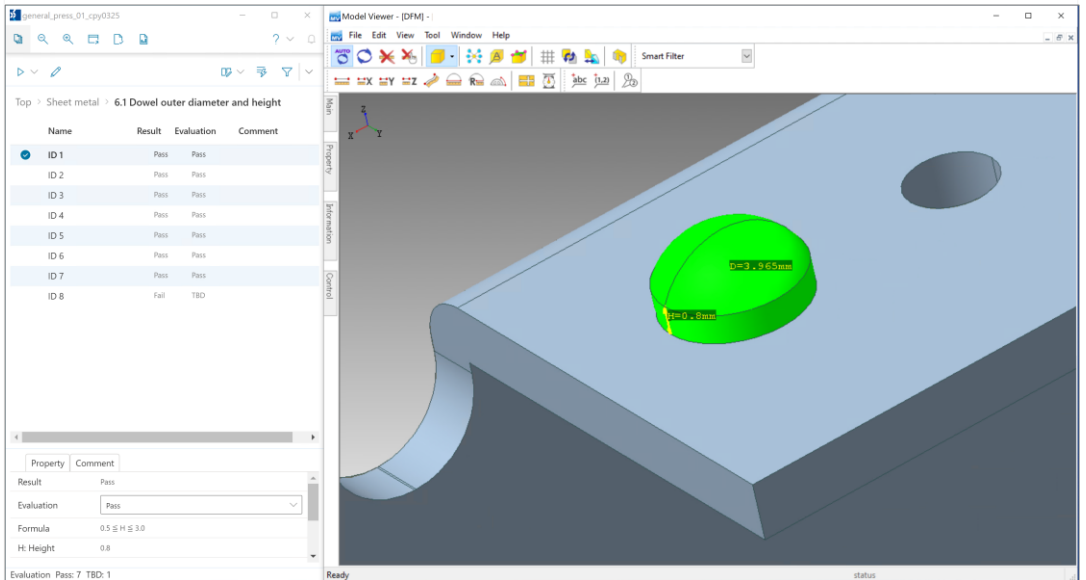 general_press_01_cpy0325
Top > Sheet metal > 6.1 Dowel outer diameter and height
Name Result Evaluation Comment
ID 1 Pass Pass
ID 2 Pass Pass
ID 3 Pass Pass
ID 4 Pass Pass
ID 5 Pass Pass
ID 6 Pass Pass
ID 7 Pass Pass
ID 8 Fail TBD
Property Comment
Result Pass
Evaluation Pass
Formula 0.5 ≦ H ≦ 3.0
H: Height 0.8
Evaluation Pass: 7 TBD: 1
Model Viewer - [DFM] -
File Edit View Tool Window Help
AUTO
Smart Filter
X Y Z R abc (1,2)
Main
Property
Information
Control
Z
X Y
D=3.965mm
H=0.8mm
Ready status